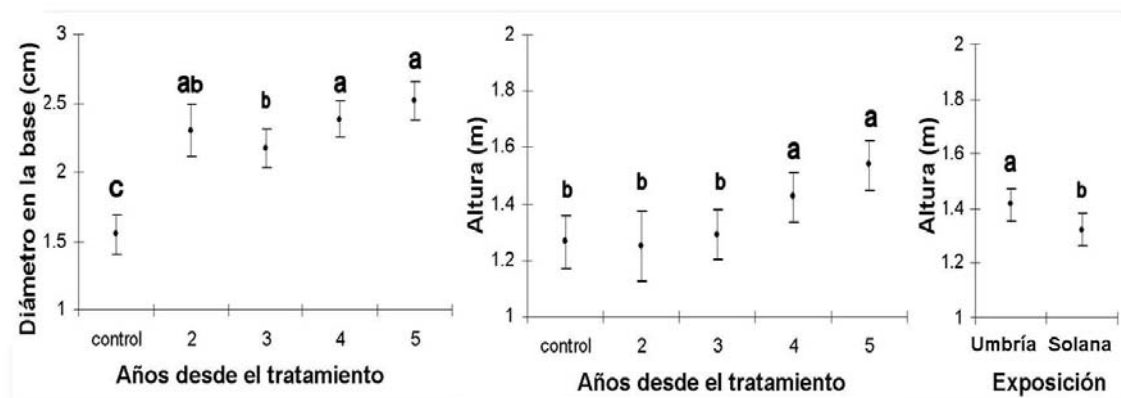 Diámetro en la base (cm)
3
2.5
2
1.5
1
c
ab
b
a
a
control 2 3 4 5
Años desde el tratamiento
Altura (m)
2
1.8
1.6
1.4
1.2
1
b
b
b
a
a
control 2 3 4 5
Años desde el tratamiento
Altura (m)
2
1.8
1.6
1.4
1.2
1
a
b
Umbría Solana
Exposición